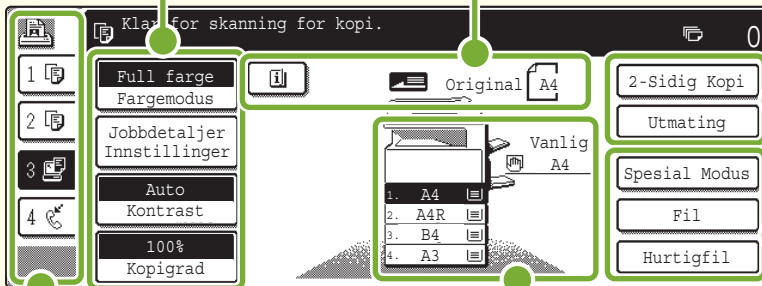 Klar for skanning for kopi.
0
1
2
3
4
Full farge
Fargemodus
Jobbdetaljer
Innstillinger
Auto
Kontrast
100%
Kopigrad
Original A4
Vanlig
A4
1. A4
2. A4R
3. B4
4. A3
2-Sidig Kopi
Utmating
Spesial Modus
Fil
Hurtigfil